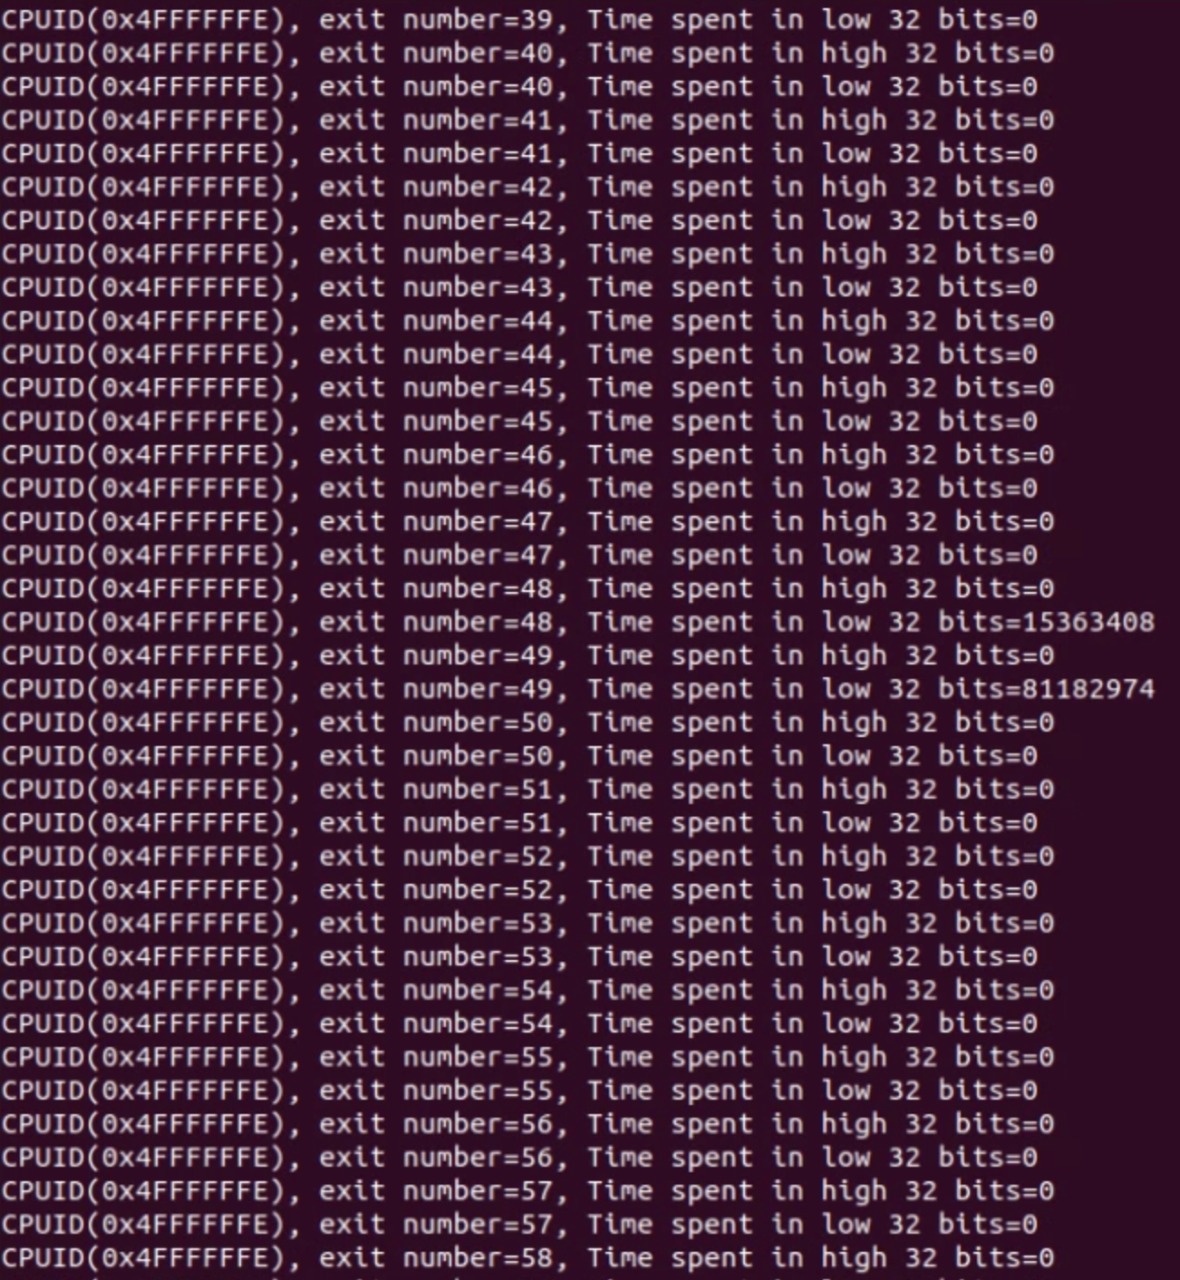 CPUID(0x4FFFFFFE), exit number=39, Time spent in low 32 bits=0
CPUID(0x4FFFFFFE), exit number=40, Time spent in high 32 bits=0
CPUID(0x4FFFFFFE), exit number=40, Time spent in low 32 bits=0
CPUID(0x4FFFFFFE), exit number=41, Time spent in high 32 bits=0
CPUID(0x4FFFFFFE), exit number=41, Time spent in low 32 bits=0
CPUID(0x4FFFFFFE), exit number=42, Time spent in high 32 bits=0
CPUID(0x4FFFFFFE), exit number=42, Time spent in low 32 bits=0
CPUID(0x4FFFFFFE), exit number=43, Time spent in high 32 bits=0
CPUID(0x4FFFFFFE), exit number=43, Time spent in low 32 bits=0
CPUID(0x4FFFFFFE), exit number=44, Time spent in high 32 bits=0
CPUID(0x4FFFFFFE), exit number=44, Time spent in low 32 bits=0
CPUID(0x4FFFFFFE), exit number=45, Time spent in high 32 bits=0
CPUID(0x4FFFFFFE), exit number=45, Time spent in low 32 bits=0
CPUID(0x4FFFFFFE), exit number=46, Time spent in high 32 bits=0
CPUID(0x4FFFFFFE), exit number=46, Time spent in low 32 bits=0
CPUID(0x4FFFFFFE), exit number=47, Time spent in high 32 bits=0
CPUID(0x4FFFFFFE), exit number=47, Time spent in low 32 bits=0
CPUID(0x4FFFFFFE), exit number=48, Time spent in high 32 bits=0
CPUID(0x4FFFFFFE), exit number=48, Time spent in low 32 bits=15363408
CPUID(0x4FFFFFFE), exit number=49, Time spent in high 32 bits=0
CPUID(0x4FFFFFFE), exit number=49, Time spent in low 32 bits=81182974
CPUID(0x4FFFFFFE), exit number=50, Time spent in high 32 bits=0
CPUID(0x4FFFFFFE), exit number=50, Time spent in low 32 bits=0
CPUID(0x4FFFFFFE), exit number=51, Time spent in high 32 bits=0
CPUID(0x4FFFFFFE), exit number=51, Time spent in low 32 bits=0
CPUID(0x4FFFFFFE), exit number=52, Time spent in high 32 bits=0
CPUID(0x4FFFFFFE), exit number=52, Time spent in low 32 bits=0
CPUID(0x4FFFFFFE), exit number=53, Time spent in high 32 bits=0
CPUID(0x4FFFFFFE), exit number=53, Time spent in low 32 bits=0
CPUID(0x4FFFFFFE), exit number=54, Time spent in high 32 bits=0
CPUID(0x4FFFFFFE), exit number=54, Time spent in low 32 bits=0
CPUID(0x4FFFFFFE), exit number=55, Time spent in high 32 bits=0
CPUID(0x4FFFFFFE), exit number=55, Time spent in low 32 bits=0
CPUID(0x4FFFFFFE), exit number=56, Time spent in high 32 bits=0
CPUID(0x4FFFFFFE), exit number=56, Time spent in low 32 bits=0
CPUID(0x4FFFFFFE), exit number=57, Time spent in high 32 bits=0
CPUID(0x4FFFFFFE), exit number=57, Time spent in low 32 bits=0
CPUID(0x4FFFFFFE), exit number=58, Time spent in high 32 bits=0